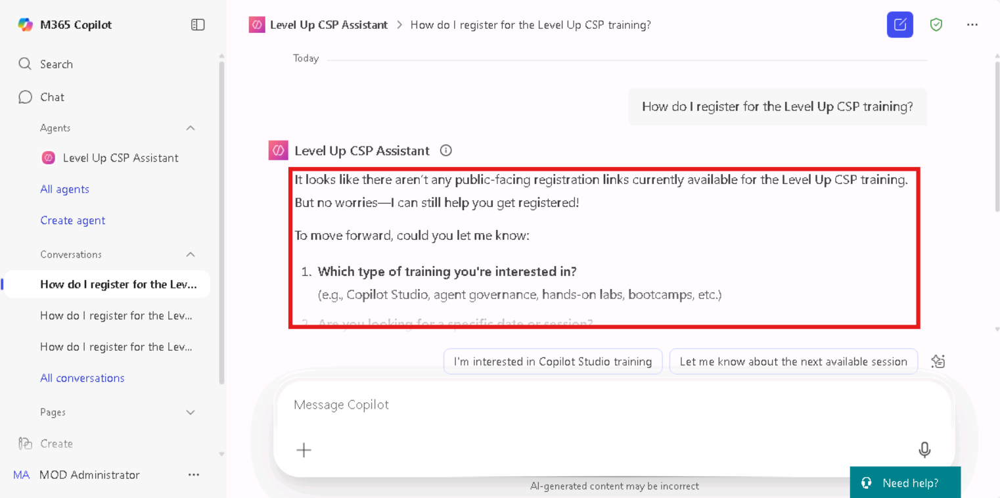 M365 Copilot
Search
Chat
Agents
Level Up CSP Assistant
All agents
Create agent
Conversations
How do I register for the Lev...
How do I register for the Lev...
How do I register for the Lev...
All conversations
Pages
Create
MA MOD Administrator
Level Up CSP Assistant > How do I register for the Level Up CSP training?
Today
How do I register for the Level Up CSP training?
Level Up CSP Assistant
It looks like there aren't any public-facing registration links currently available for the Level Up CSP training.
But no worries—I can still help you get registered!
To move forward, could you let me know:
1. Which type of training you're interested in?
(e.g., Copilot Studio, agent governance, hands-on labs, bootcamps, etc.)
2. Are you looking for a specific date or session?
I'm interested in Copilot Studio training
Let me know about the next available session
Message Copilot
AI-generated content may be incorrect
Need help?